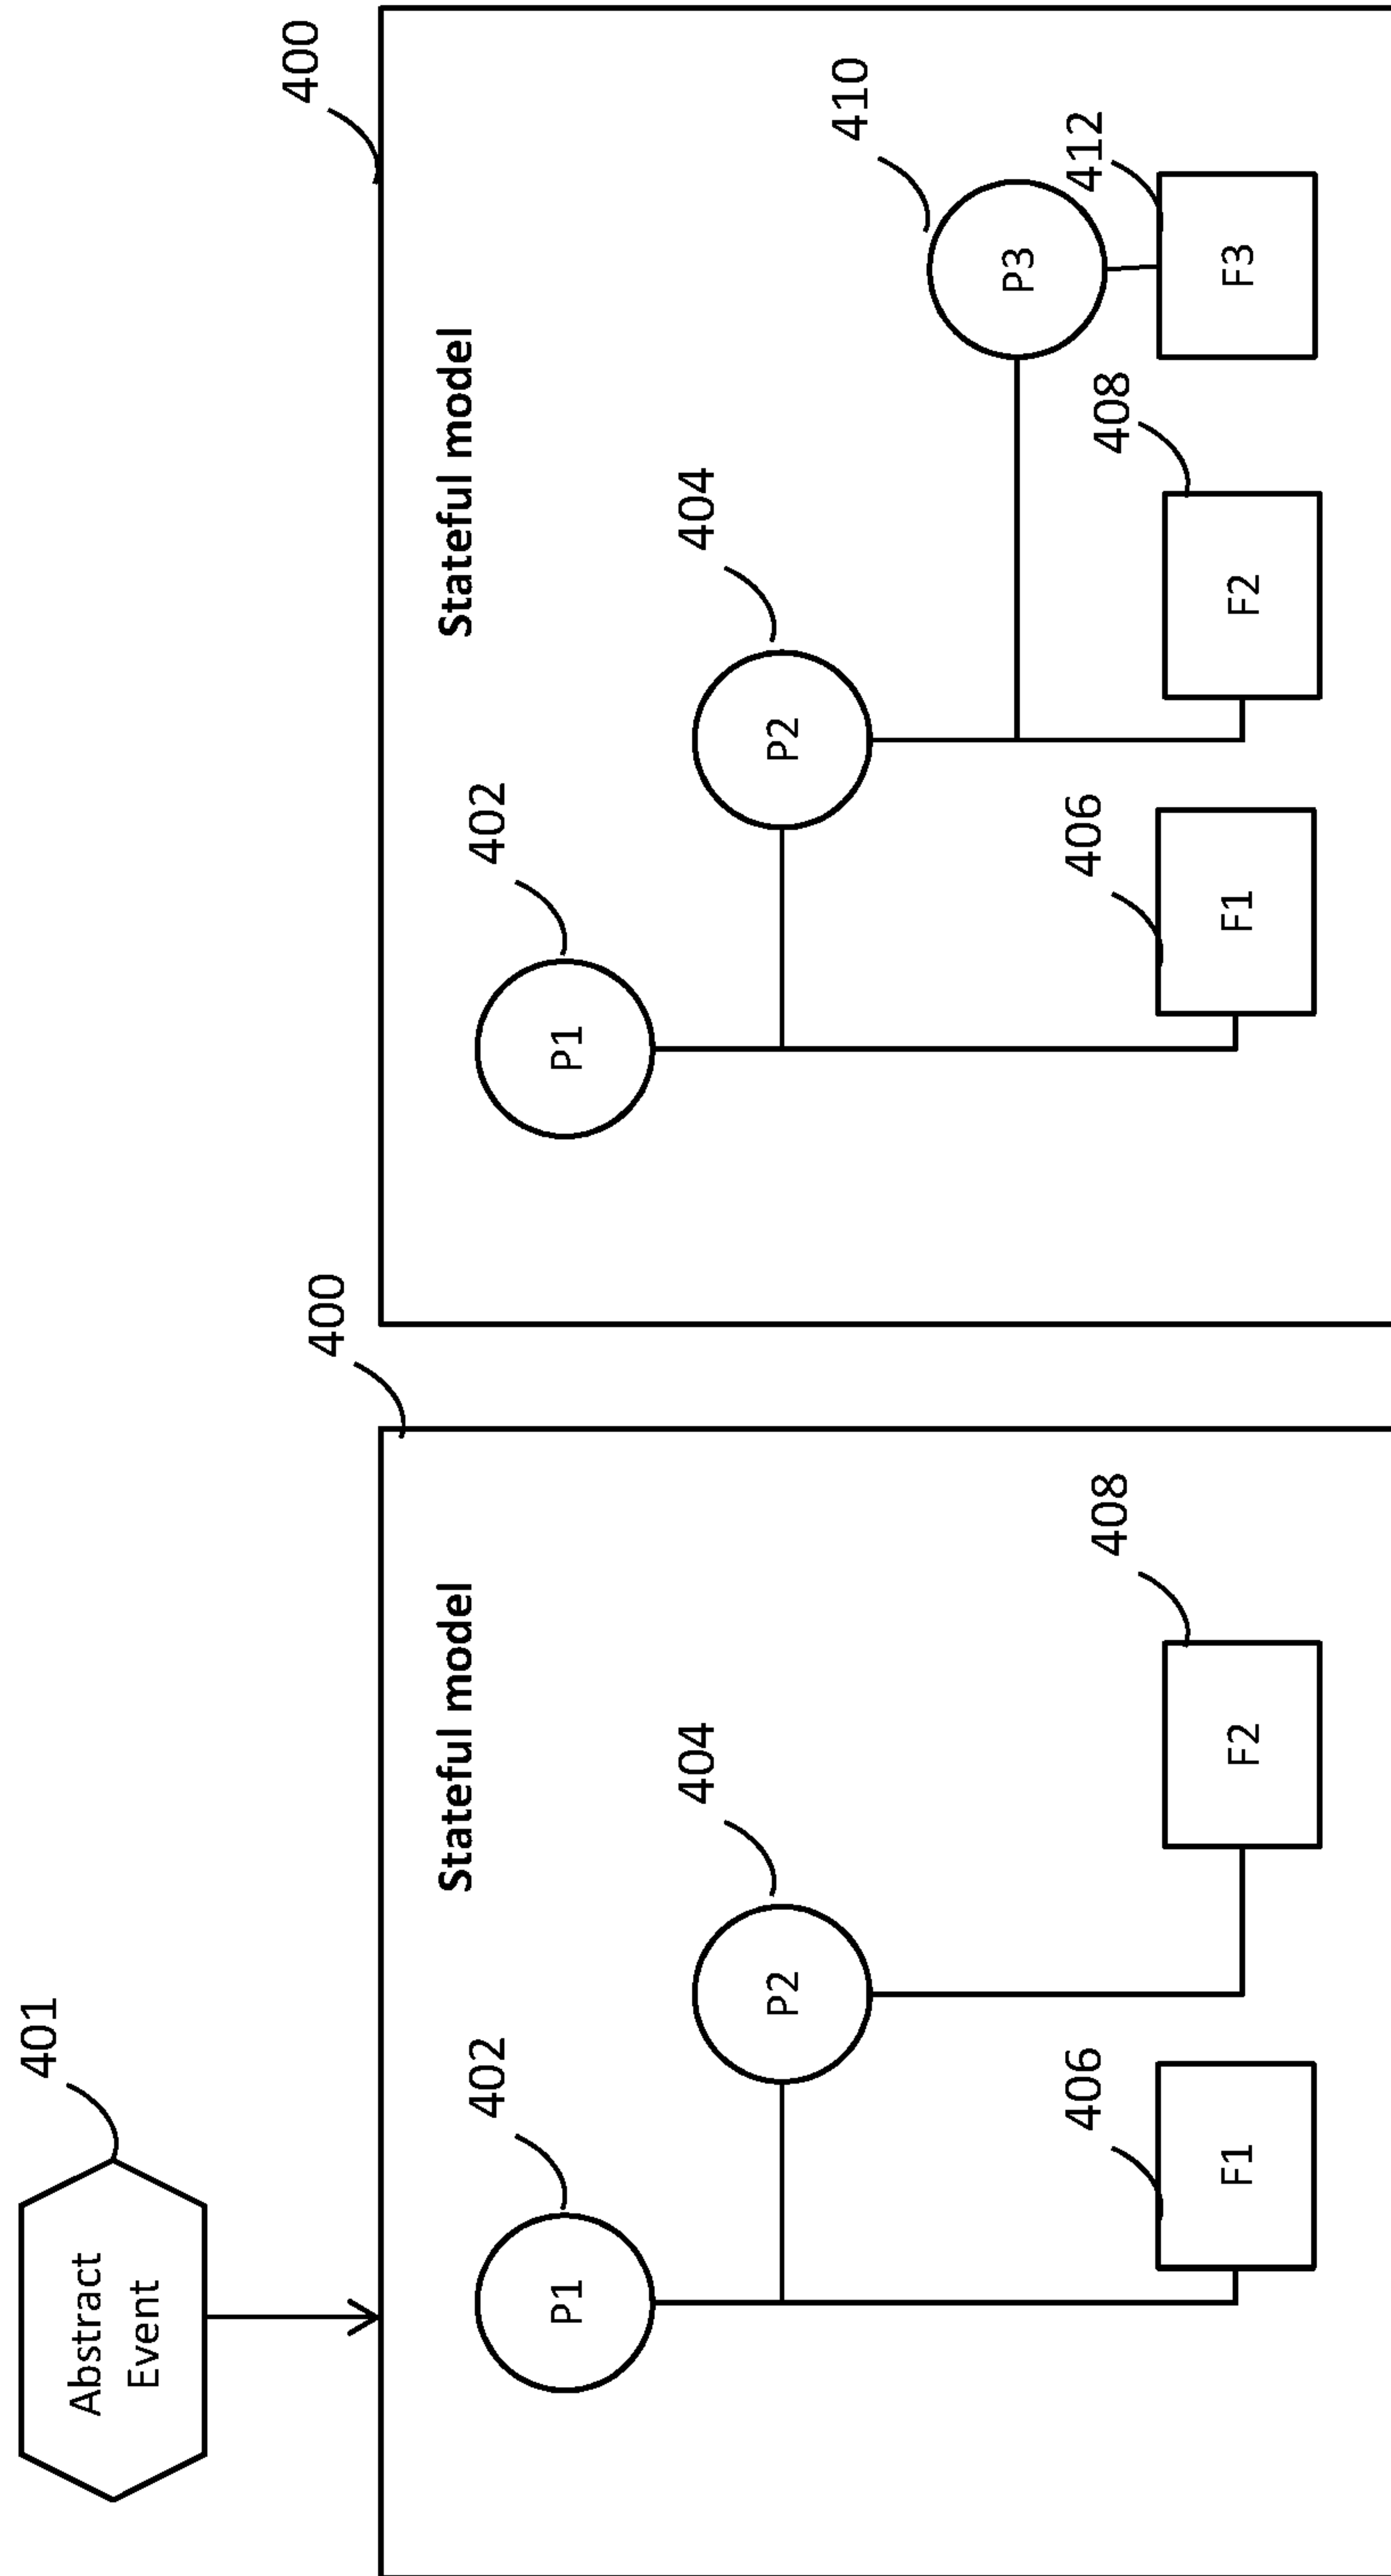 401
Abstract
Event
400
Stateful model
402
P1
404
P2
406
F1
408
F2
400
Stateful model
402
P1
404
P2
410
P3
406
F1
408
F2
412
F3